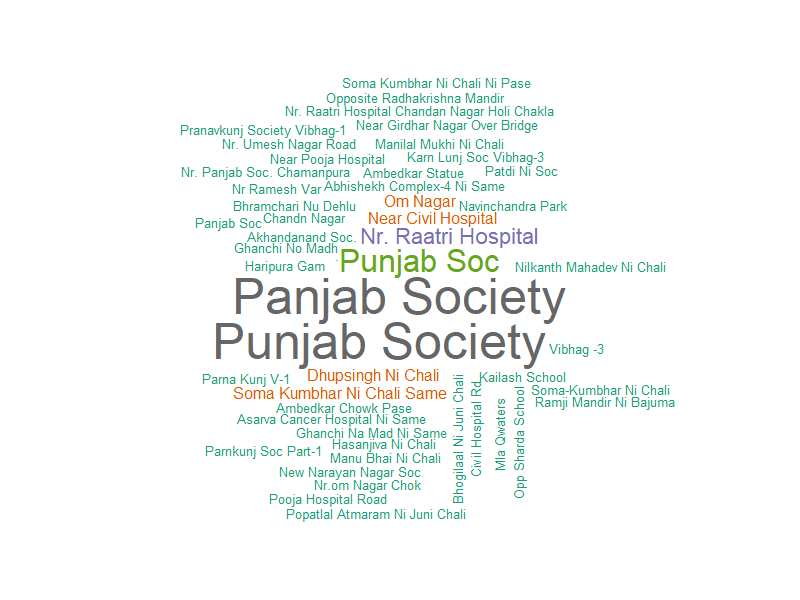 Soma Kumbhar Ni Chali Ni Pase
Opposite Radhakrishna Mandir
Nr. Raatri Hospital Chandan Nagar Holi Chakla
Pranavkunj Society Vibhag-1
Near Girdhar Nagar Over Bridge
Nr. Umesh Nagar Road
Manilal Mukhi Ni Chali
Near Pooja Hospital
Karn Lunj Soc Vibhag-3
Nr. Panjab Soc. Chamanpura
Ambedkar Statue
Patdi Ni Soc
Nr Ramesh Var
Abhishekh Complex-4 Ni Same
Bhramchari Nu Dehlu
Om Nagar
Navinchandra Park
Panjab Soc
Chandn Nagar
Near Civil Hospital
Akhandanand Soc.
Nr. Raatri Hospital
Ghanchi No Madh
Haripura Gam
Punjab Soc
Nilkanth Mahadev Ni Chali
Panjab Society
Punjab Society
Vibhag -3
Parna Kunj V-1
Dhupsingh Ni Chali
Kailash School
Soma Kumbhar Ni Chali Same
Soma-Kumbhar Ni Chali
Ramji Mandir Ni Bajuma
Ambedkar Chowk Pase
Asarva Cancer Hospital Ni Same
Ghanchi Na Mad Ni Same
Hasanjiva Ni Chali
Parnkunj Soc Part-1
Manu Bhai Ni Chali
New Narayan Nagar Soc
Nr.om Nagar Chok
Pooja Hospital Road
Popatlal Atmaram Ni Juni Chali
Bhogilaal Ni Juni Chali
Civil Hospital Rd
Mla Qwaters
Opp Sharda School